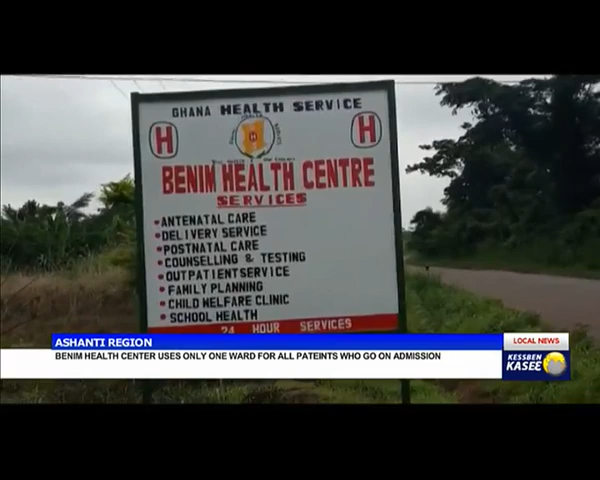 GHANA HEALTH SERVICE
H H
BENIM HEALTH CENTRE
SERVICES
ANTENATAL CARE
DELIVERY SERVICE
POSTNATAL CARE
COUNSELLING & TESTING
OUTPATIENT SERVICE
FAMILY PLANNING
CHILD WELFARE CLINIC
SCHOOL HEALTH
24 HOUR SERVICES
ASHANTI REGION
BENIM HEALTH CENTER USES ONLY ONE WARD FOR ALL PATEINTS WHO GO ON ADMISSION
LOCAL NEWS
KESSBEN
KASEE